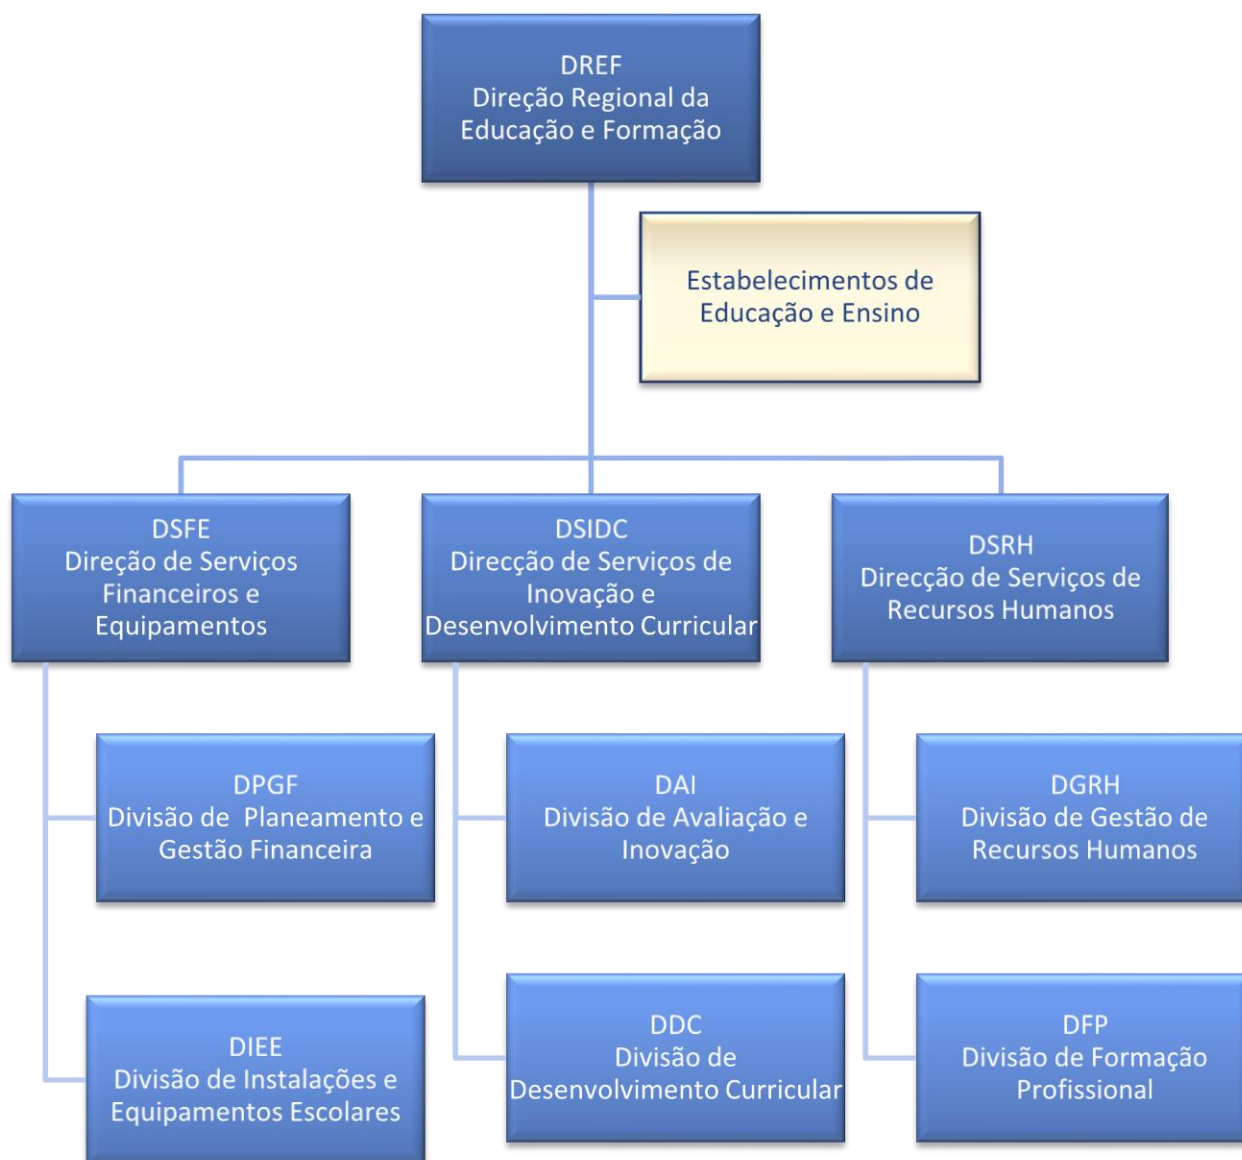 DREF
Direção Regional da
Educação e Formação
Estabelecimentos de
Educação e Ensino
DSFE
Direção de Serviços
Financeiros e
Equipamentos
DSIDC
Direcção de Serviços de
Inovação e
Desenvolvimento Curricular
DSRH
Direcção de Serviços de
Recursos Humanos
DPGF
Divisão de Planeamento e
Gestão Financeira
DAI
Divisão de Avaliação e
Inovação
DGRH
Divisão de Gestão de
Recursos Humanos
DIEE
Divisão de Instalações e
Equipamentos Escolares
DDC
Divisão de
Desenvolvimento Curricular
DFP
Divisão de Formação
Profissional